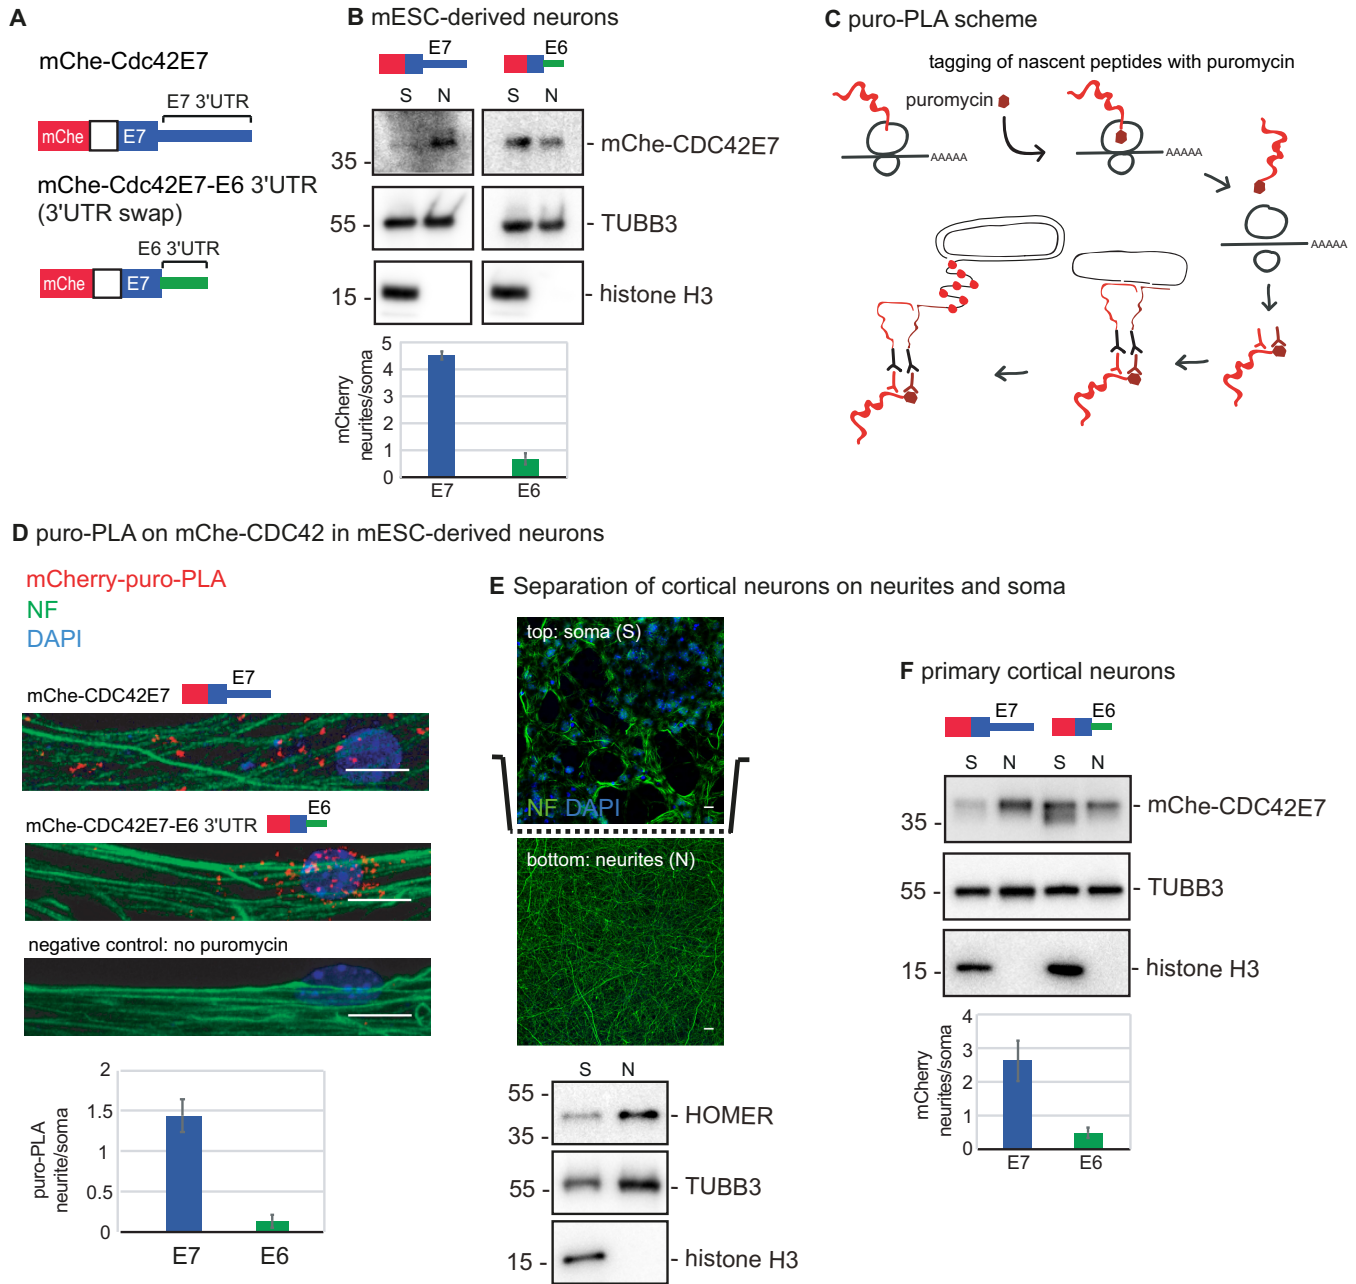 A
mChe-Cdc42E7
E7 3'UTR
mChe
E7
mChe-Cdc42E7-E6 3'UTR
(3'UTR swap)
E6 3'UTR
mChe
E7
B mESC-derived neurons
E7
E6
S N S N
35 -
- mChe-CDC42E7
55 -
- TUBB3
15 -
- histone H3
mCherry
neurites/soma
5
4
3
2
1
0
E7 E6
C puro-PLA scheme
tagging of nascent peptides with puromycin
puromycin
AAAAA
AAAAA
AAAAA
D puro-PLA on mChe-CDC42 in mESC-derived neurons
mCherry-puro-PLA
NF
DAPI
mChe-CDC42E7
E7
mChe-CDC42E7-E6 3'UTR
E6
negative control: no puromycin
puro-PLA
neurite/soma
2
1.5
1
0.5
0
E7 E6
E Separation of cortical neurons on neurites and soma
top: soma (S)
NF DAPI
bottom: neurites (N)
S N
55 -
35 -
- HOMER
55 -
- TUBB3
15 -
- histone H3
F primary cortical neurons
E7
E6
S N S N
35 -
- mChe-CDC42E7
55 -
- TUBB3
15 -
- histone H3
mCherry
neurites/soma
4
3
2
1
0
E7 E6